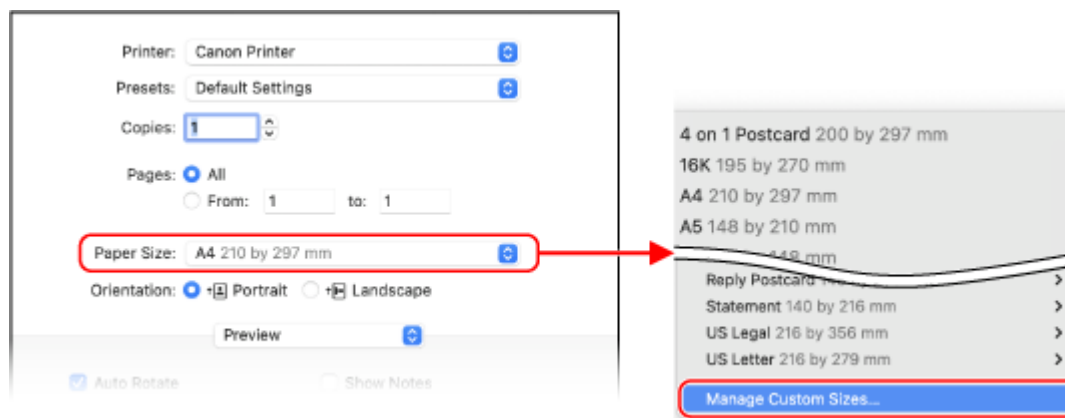 Printer: Canon Printer
Presets: Default Settings
Copies: 1
Pages: All
From: 1 to: 1
Paper Size: A4 210 by 297 mm
Orientation: Portrait Landscape
Preview
Auto Rotate Show Notes
4 on 1 Postcard 200 by 297 mm
16K 195 by 270 mm
A4 210 by 297 mm
A5 148 by 210 mm
148 mm
Reply Postcard
Statement 140 by 216 mm
US Legal 216 by 356 mm
US Letter 216 by 279 mm
Manage Custom Sizes...